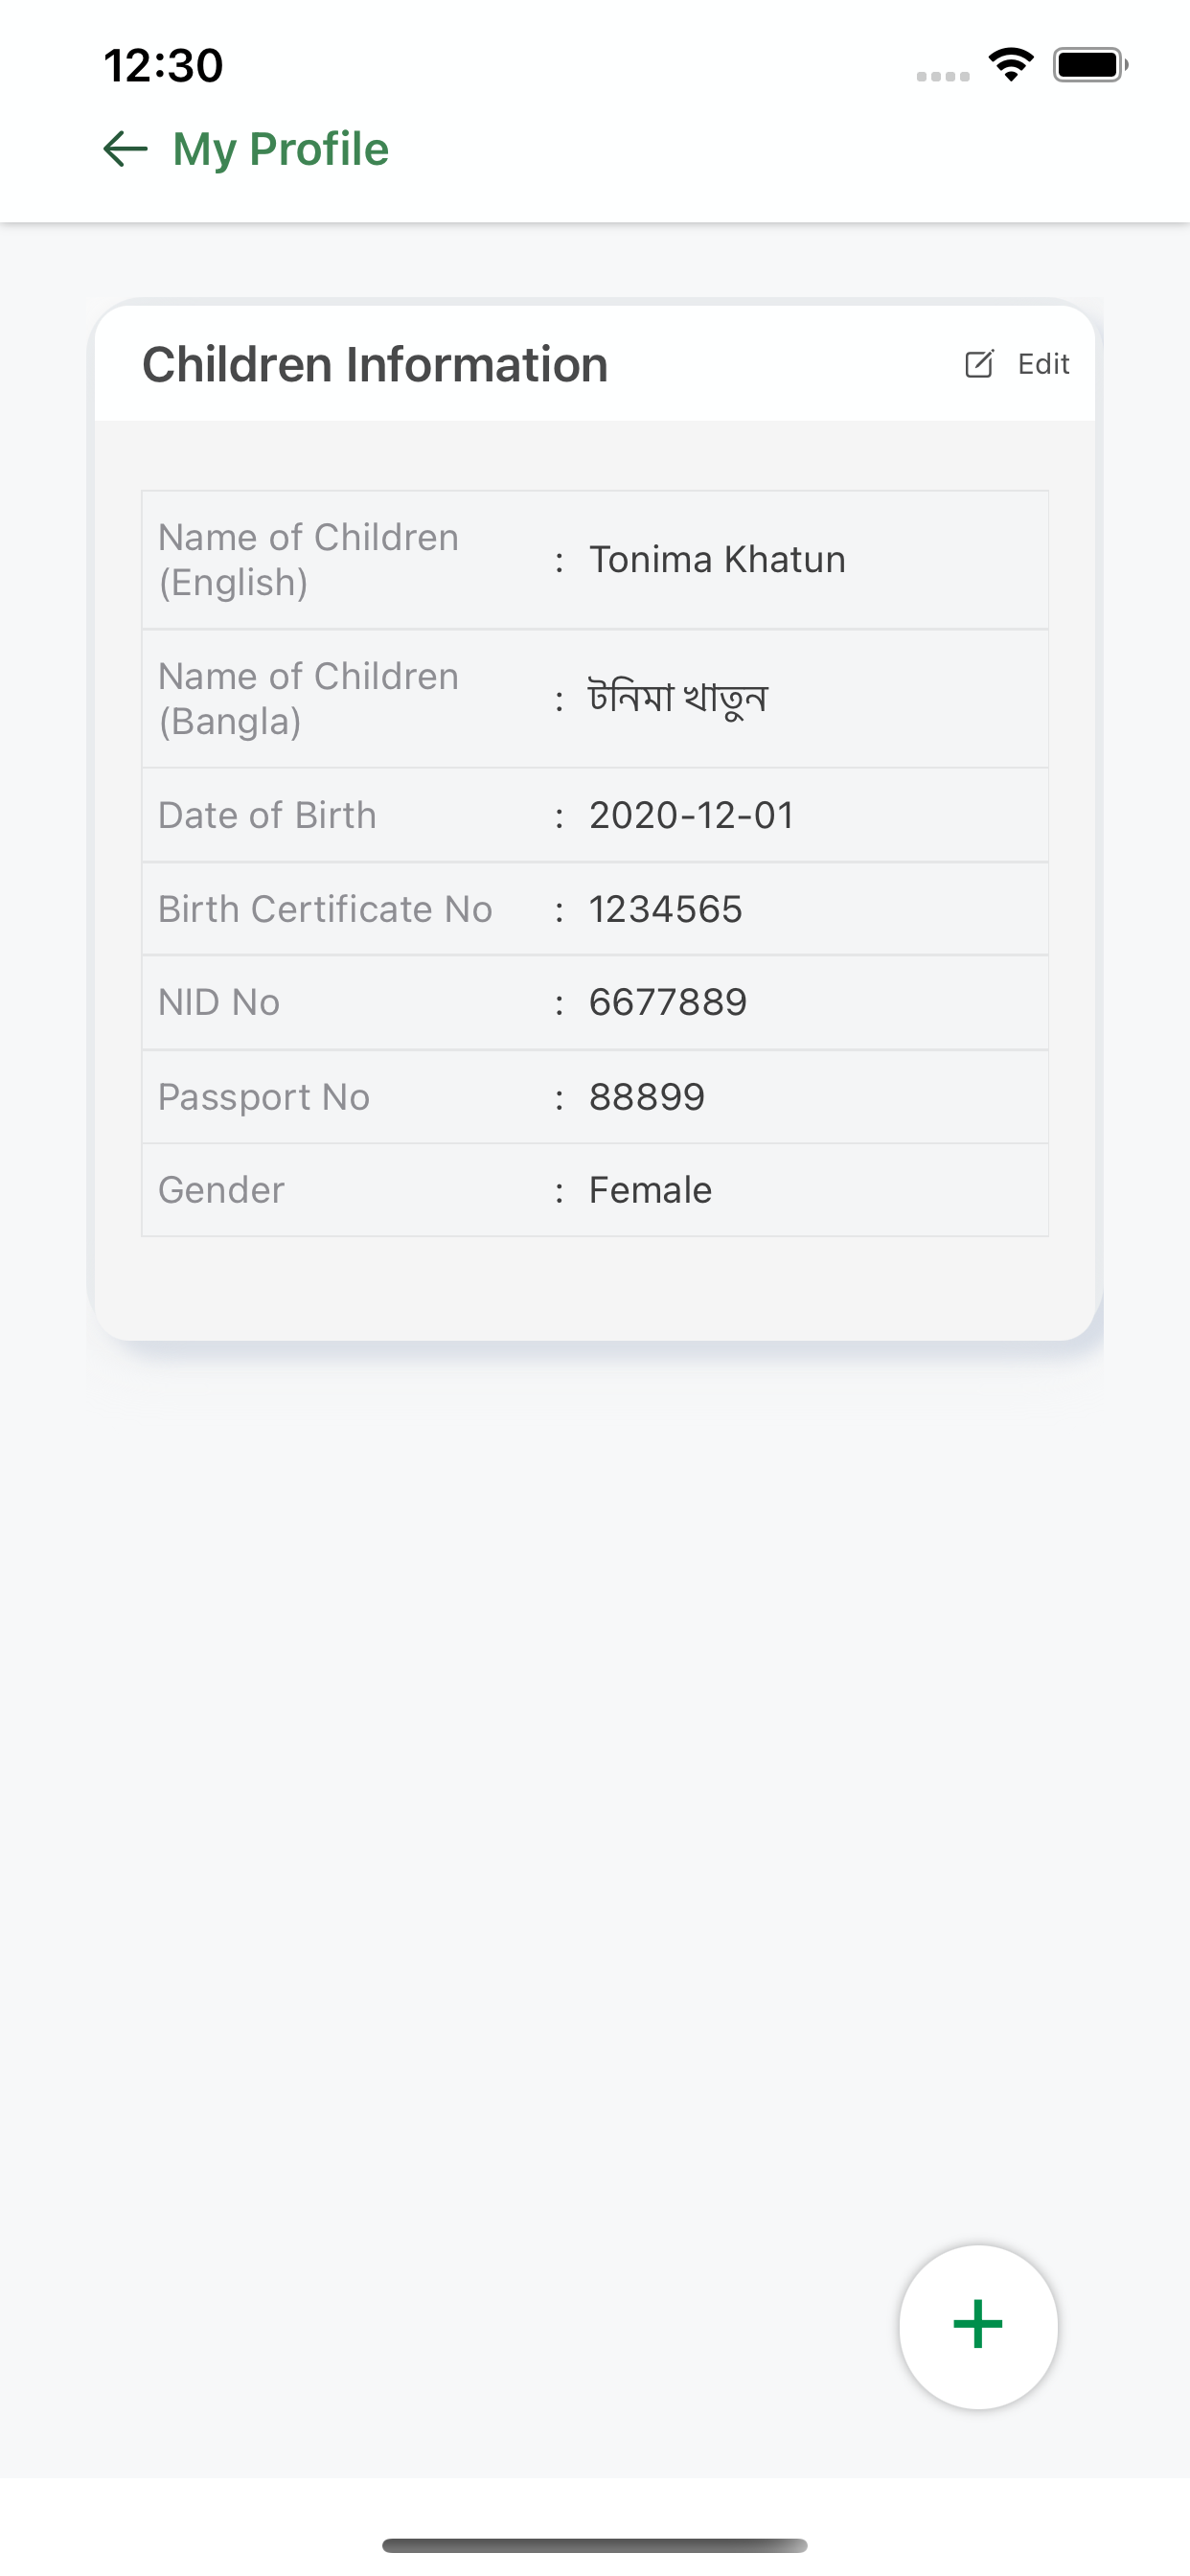 12:30
My Profile
Children Information
Edit
Name of Children
(English)
: Tonima Khatun
Name of Children
(Bangla)
: টনিমা খাতুন
Date of Birth : 2020-12-01
Birth Certificate No : 1234565
NID No : 6677889
Passport No : 88899
Gender : Female